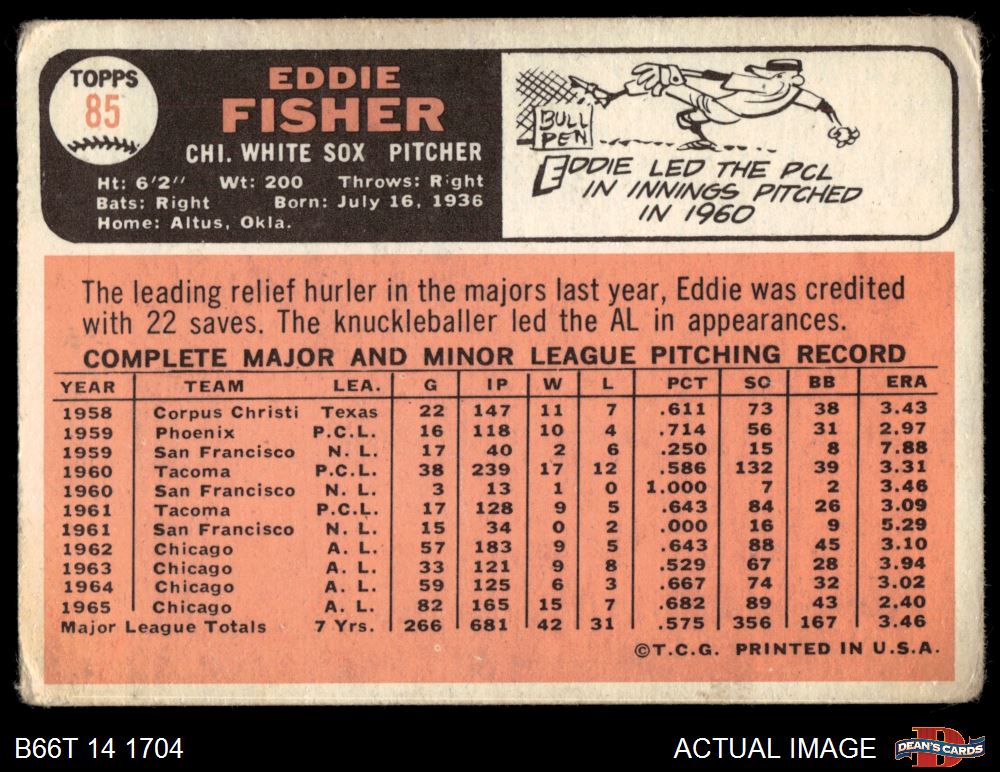 TOPPS
85
EDDIE
FISHER
CHI. WHITE SOX PITCHER
Ht: 6'2" Wt: 200 Throws: Right
Bats: Right Born: July 16, 1936
Home: Altus, Okla.
BULL
PEN
EDDIE LED THE PCL
IN INNINGS PITCHED
IN 1960
The leading relief hurler in the majors last year, Eddie was credited
with 22 saves. The knuckleballer led the AL in appearances.
COMPLETE MAJOR AND MINOR LEAGUE PITCHING RECORD
YEAR TEAM LEA. G IP W L PCT SO BB ERA
1958 Corpus Christi Texas 22 147 11 7 .611 73 38 3.43
1959 Phoenix P.C.L. 16 118 10 4 .714 56 31 2.97
1959 San Francisco N. L. 17 40 2 6 .250 15 8 7.88
1960 Tacoma P.C.L. 38 239 17 12 .586 132 39 3.31
1960 San Francisco N. L. 3 13 1 0 1.000 7 2 3.46
1961 Tacoma P.C.L. 17 128 9 5 .643 84 26 3.09
1961 San Francisco N. L. 15 34 0 2 .000 16 9 5.29
1962 Chicago A. L. 57 183 9 5 .643 88 45 3.10
1963 Chicago A. L. 33 121 9 8 .529 67 28 3.94
1964 Chicago A. L. 59 125 6 3 .667 74 32 3.02
1965 Chicago A. L. 82 165 15 7 .682 89 43 2.40
Major League Totals 7 Yrs. 266 681 42 31 .575 356 167 3.46
©T.C.G. PRINTED IN U.S.A.
B66T 14 1704
ACTUAL IMAGE
DEAN'S CARDS